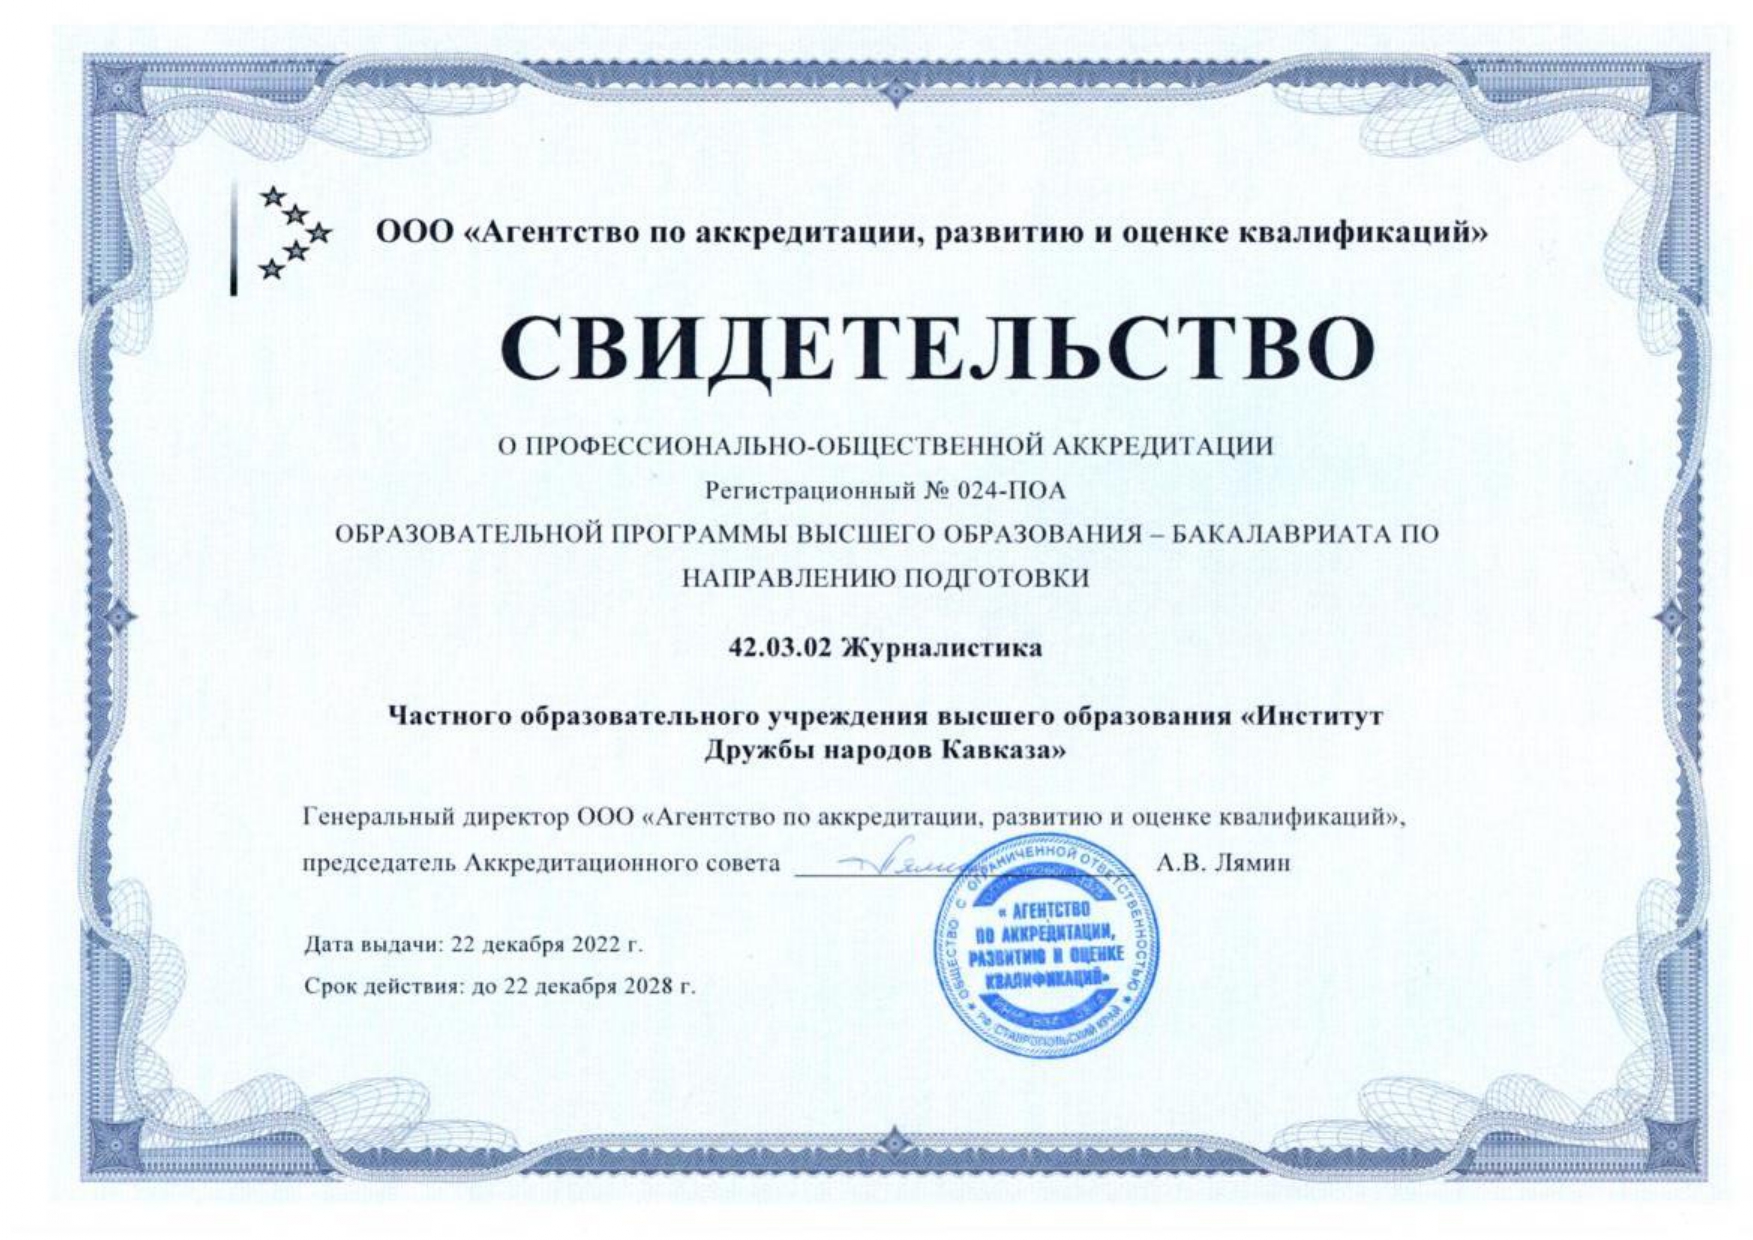 ООО «Агентство по аккредитации, развитию и оценке квалификаций»
СВИДЕТЕЛЬСТВО
О ПРОФЕССИОНАЛЬНО-ОБЩЕСТВЕННОЙ АККРЕДИТАЦИИ
Регистрационный № 024-ПОА
ОБРАЗОВАТЕЛЬНОЙ ПРОГРАММЫ ВЫСШЕГО ОБРАЗОВАНИЯ – БАКАЛАВРИАТА ПО
НАПРАВЛЕНИЮ ПОДГОТОВКИ
42.03.02 Журналистика
Частного образовательного учреждения высшего образования «Институт
Дружбы народов Кавказа»
Генеральный директор ООО «Агентство по аккредитации, развитию и оценке квалификаций»,
председатель Аккредитационного совета А.В. Лямин
Дата выдачи: 22 декабря 2022 г.
Срок действия: до 22 декабря 2028 г.
ОБЩЕСТВО С ОГРАНИЧЕННОЙ ОТВЕТСТВЕННОСТЬЮ
« АГЕНТСТВО
ПО АККРЕДИТАЦИИ,
РАЗВИТИЮ И ОЦЕНКЕ
КВАЛИФИКАЦИЙ»
РФ СТАВРОПОЛЬСКИЙ КРАЙ